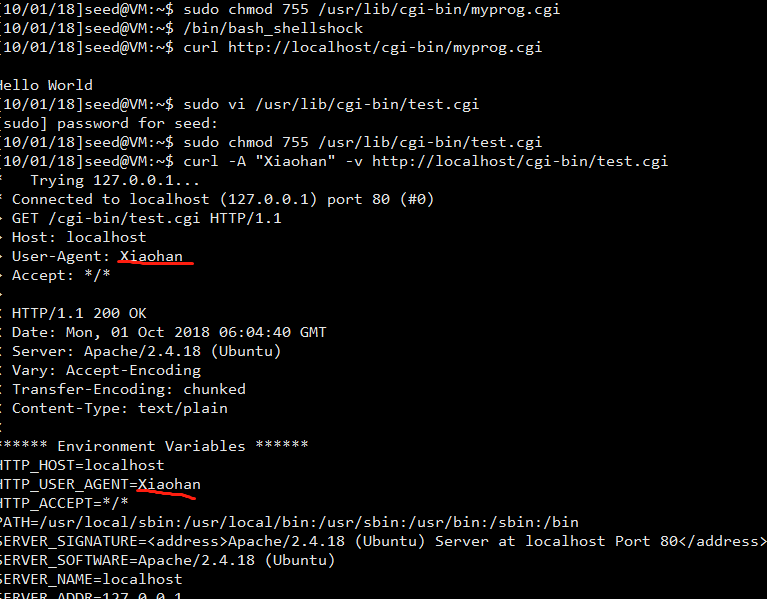 [10/01/18]seed@VM:~$ sudo chmod 755 /usr/lib/cgi-bin/myprog.cgi
[10/01/18]seed@VM:~$ /bin/bash_shellshock
[10/01/18]seed@VM:~$ curl http://localhost/cgi-bin/myprog.cgi
Hello World
[10/01/18]seed@VM:~$ sudo vi /usr/lib/cgi-bin/test.cgi
[sudo] password for seed:
[10/01/18]seed@VM:~$ sudo chmod 755 /usr/lib/cgi-bin/test.cgi
[10/01/18]seed@VM:~$ curl -A "Xiaohan" -v http://localhost/cgi-bin/test.cgi
*   Trying 127.0.0.1...
* Connected to localhost (127.0.0.1) port 80 (#0)
> GET /cgi-bin/test.cgi HTTP/1.1
> Host: localhost
> User-Agent: Xiaohan
> Accept: */*
>
< HTTP/1.1 200 OK
< Date: Mon, 01 Oct 2018 06:04:40 GMT
< Server: Apache/2.4.18 (Ubuntu)
< Vary: Accept-Encoding
< Transfer-Encoding: chunked
< Content-Type: text/plain
<
****** Environment Variables ******
HTTP_HOST=localhost
HTTP_USER_AGENT=Xiaohan
HTTP_ACCEPT=*/*
PATH=/usr/local/sbin:/usr/local/bin:/usr/sbin:/usr/bin:/sbin:/bin
SERVER_SIGNATURE=<address>Apache/2.4.18 (Ubuntu) Server at localhost Port 80</address>
SERVER_SOFTWARE=Apache/2.4.18 (Ubuntu)
SERVER_NAME=localhost
SERVER_ADDR=127.0.0.1